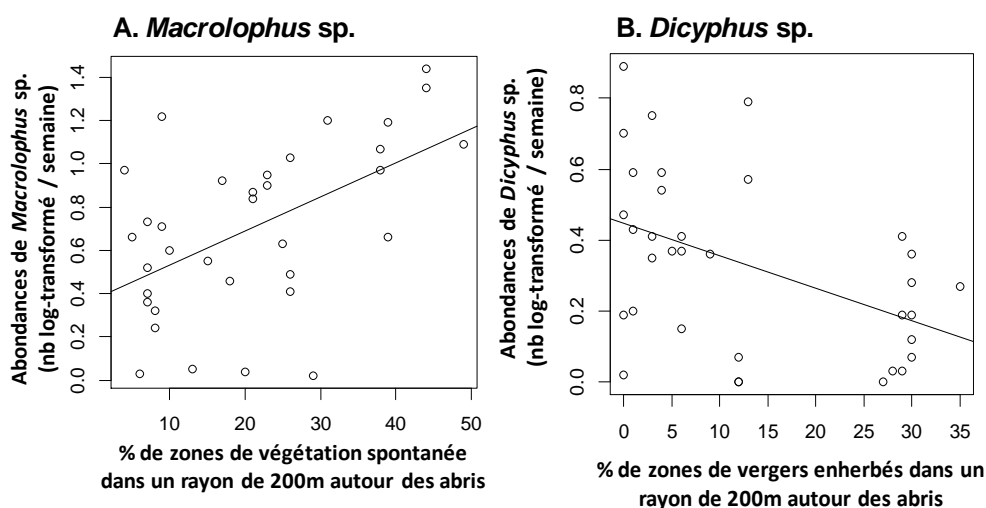 A. Macrolophus sp.
Abondances de Macrolophus sp.
(nb log-transformé / semaine)
0.0 0.2 0.4 0.6 0.8 1.0 1.2 1.4
10 20 30 40 50
% de zones de végétation spontanée
dans un rayon de 200m autour des abris
B. Dicyphus sp.
Abondances de Dicyphus sp.
(nb log-transformé / semaine)
0.0 0.2 0.4 0.6 0.8
0 5 10 15 20 25 30 35
% de zones de vergers enherbés dans un
rayon de 200m autour des abris